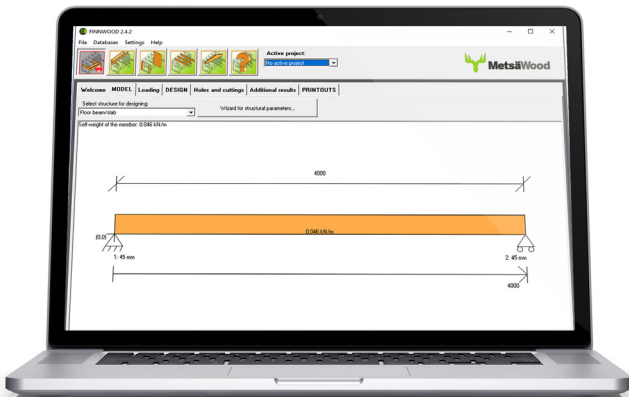 FINNWOOD 2.4.2
File Databases Settings Help
Active project:
No active project
MetsäWood
Welcome MODEL Loading DESIGN Holes and cuttings Additional results PRINTOUTS
Select structure for designing:
Floor beam/slab
Wizard for structural parameters...
Self-weight of the member: 0.046 kN/m
4000
0.046 kN/m
(0,0)
1: 45 mm
2: 45 mm
4000